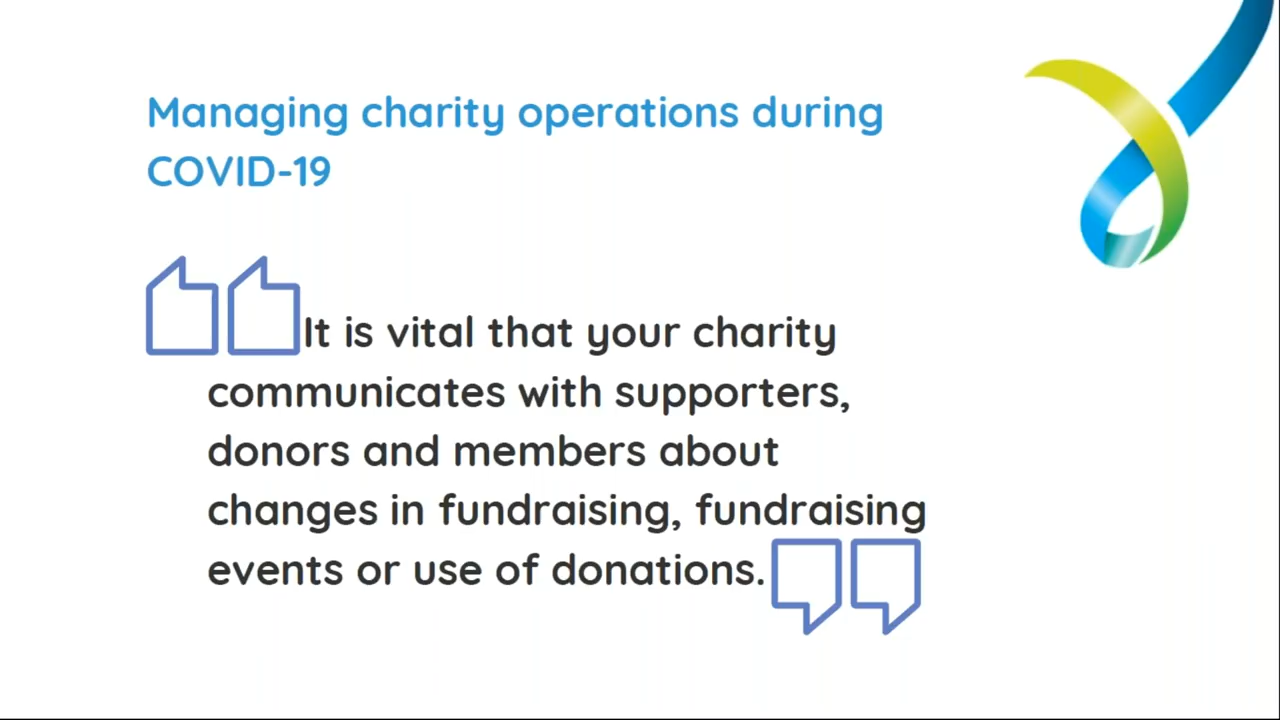 Managing charity operations during
COVID-19
It is vital that your charity
communicates with supporters,
donors and members about
changes in fundraising, fundraising
events or use of donations.